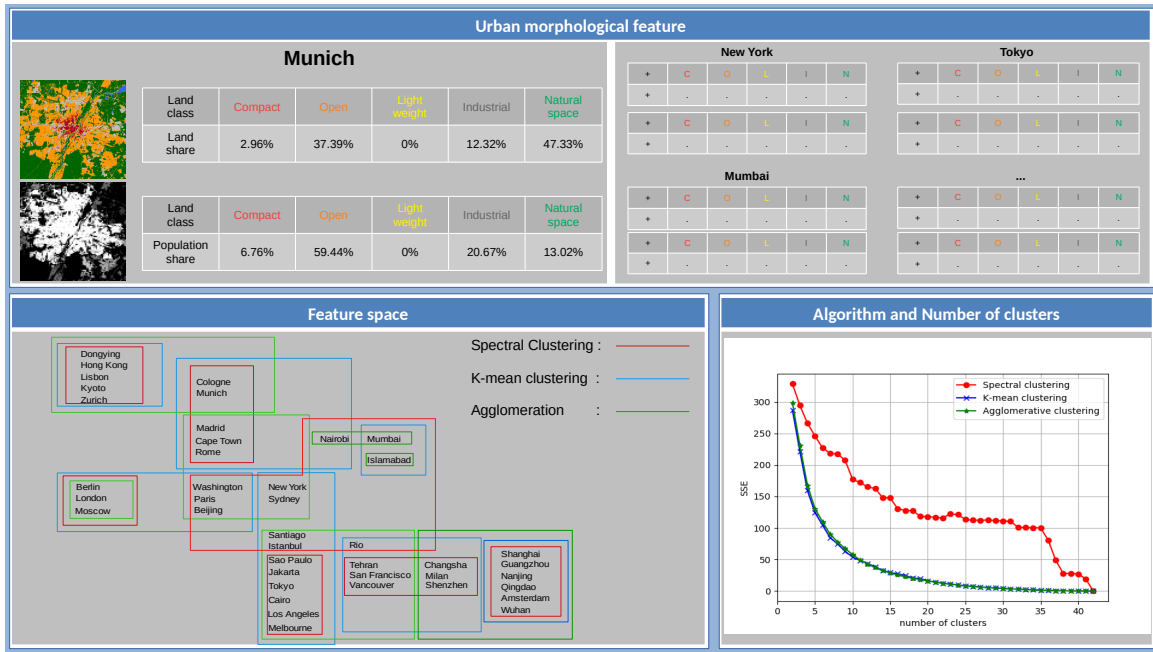 Urban morphological feature
Munich
Land class Compact Open Light weight Industrial Natural space
Land share 2.96% 37.39% 0% 12.32% 47.33%
Land class Compact Open Light weight Industrial Natural space
Population share 6.76% 59.44% 0% 20.67% 13.02%
New York
+ C O L I N
+ . . . . .
C O L I N
+ . . . . .
Tokyo
+ C O L I N
+ . . . . .
+ C O L I N
+ . . . . .
Mumbai
+ C O L I N
+ . . . . .
+ C O L I N
+ . . . . .
...
+ C O L I N
+ . . . . .
+ C O L I N
+ . . . . .
Feature space
Spectral Clustering :
K-mean clustering :
Agglomeration :
Dongying
Hong Kong
Lisbon
Kyoto
Zurich
Cologne
Munich
Madrid
Cape Town
Rome
Nairobi
Mumbai
Islamabad
Berlin
London
Moscow
Washington
Paris
Beijing
New York
Sydney
Santiago
Istanbul
Sao Paulo
Jakarta
Tokyo
Cairo
Los Angeles
Melbourne
Rio
Tehran
San Francisco
Vancouver
Changsha
Milan
Shenzhen
Shanghai
Guangzhou
Nanjing
Qingdao
Amsterdam
Wuhan
Algorithm and Number of clusters
Spectral clustering
K-mean clustering
Agglomerative clustering
300
250
200
150
100
50
0
SSE
0 5 10 15 20 25 30 35 40
number of clusters